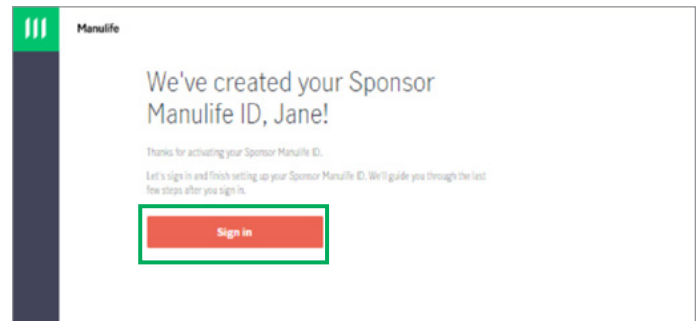 Manulife
We've created your Sponsor
Manulife ID, Jane!
Thanks for activating your Sponsor Manulife ID.
Let's sign in and finish setting up your Sponsor Manulife ID. We'll guide you through the last
few steps after you sign in.
Sign in